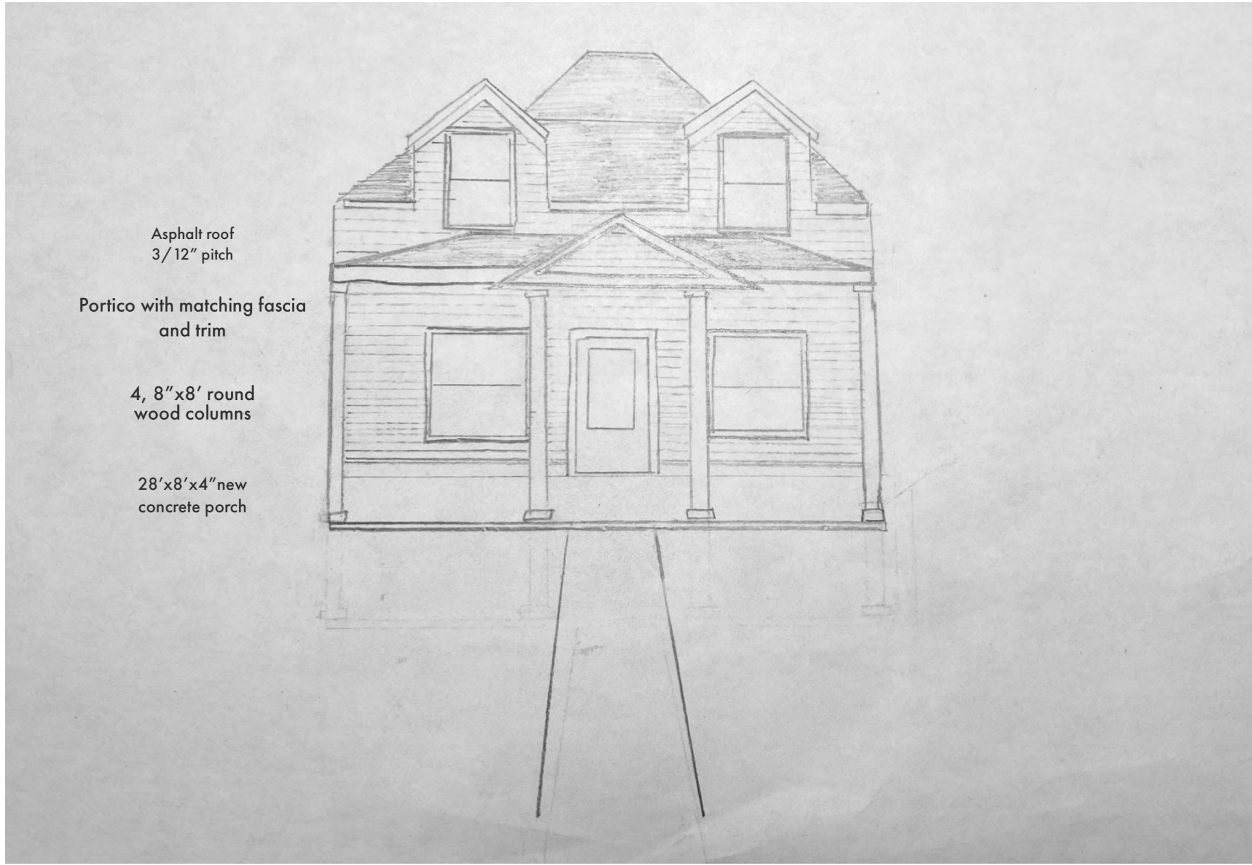 Asphalt roof
3/12” pitch
Portico with matching fascia
and trim
4, 8”x8’ round
wood columns
28’x8’x4”new
concrete porch